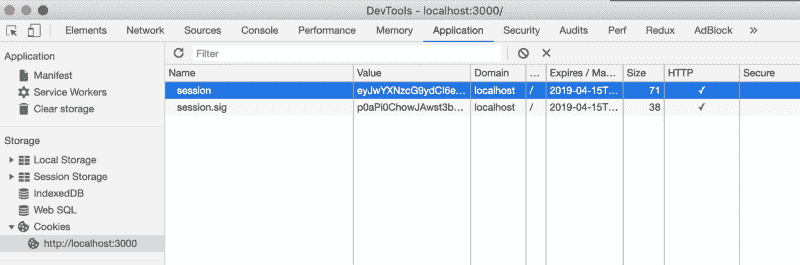 DevTools - localhost:3000/
Elements Network Sources Console Performance Memory Application Security Audits Perf Redux AdBlock »
Application
Manifest
Service Workers
Clear storage
Storage
Local Storage
Session Storage
IndexedDB
Web SQL
Cookies
http://localhost:3000
Filter
Name Value Domain ... Expires / Ma... Size HTTP Secure
session eyJwYXNzcG9ydCI6e... localhost / 2019-04-15T... 71 ✓
session.sig p0aPi0ChowJAwst3b... localhost / 2019-04-15T... 38 ✓